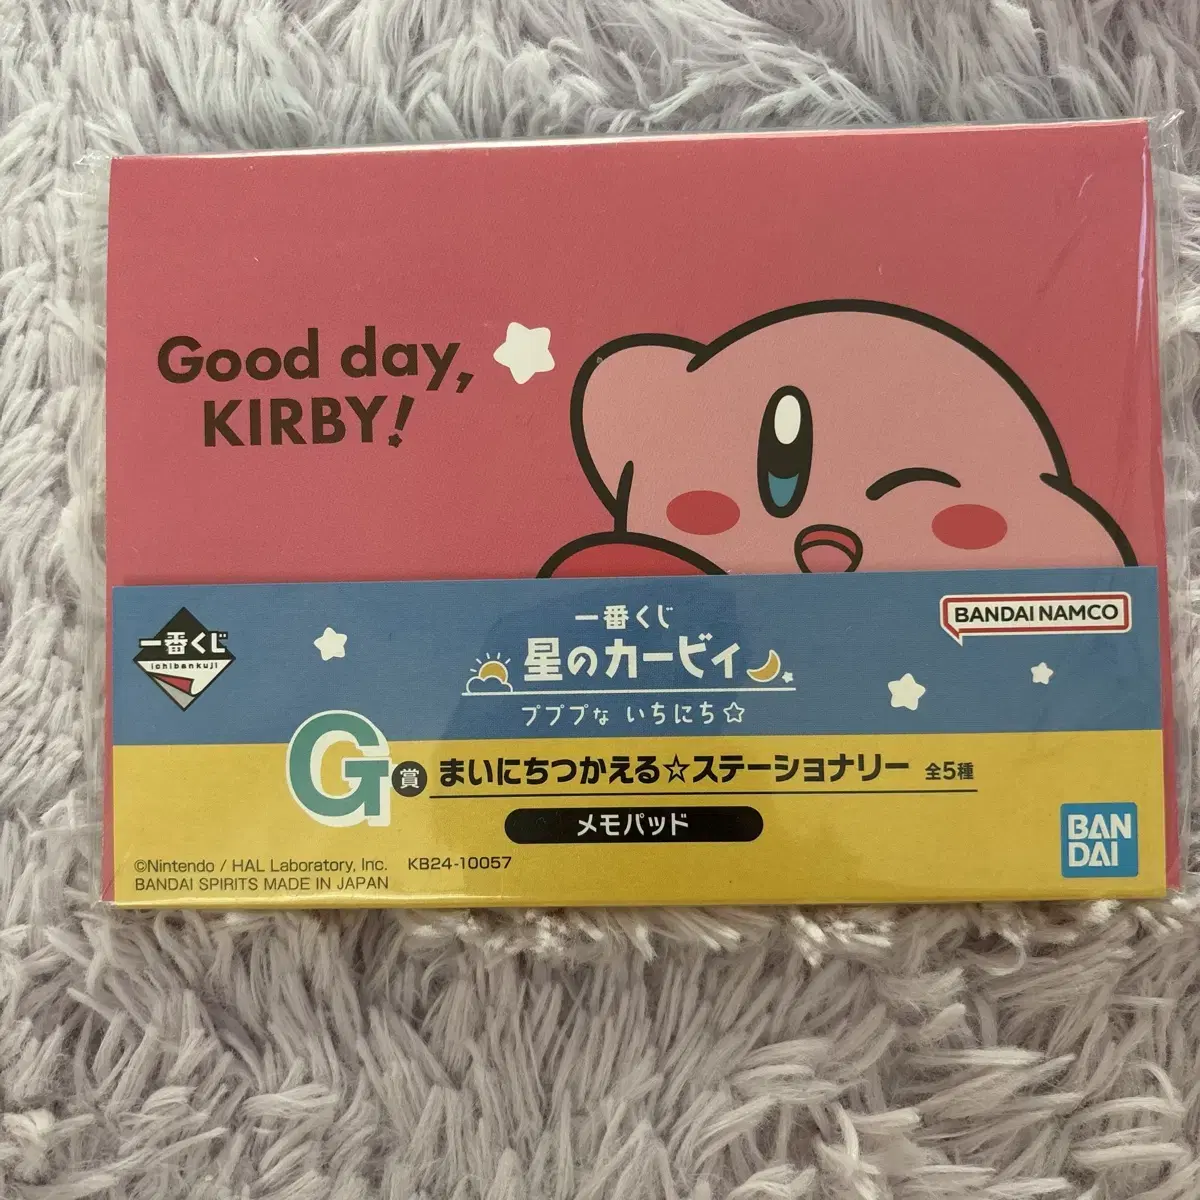 Good day,
KIRBY!
一番くじ
ichibankuji
一番くじ
星のカービィ
プププな いちにち☆
BANDAI NAMCO
G賞 まいにちつかえる☆ステーショナリー 全5種
メモパッド
©Nintendo / HAL Laboratory, Inc. KB24-10057
BANDAI SPIRITS MADE IN JAPAN
BAN
DAI